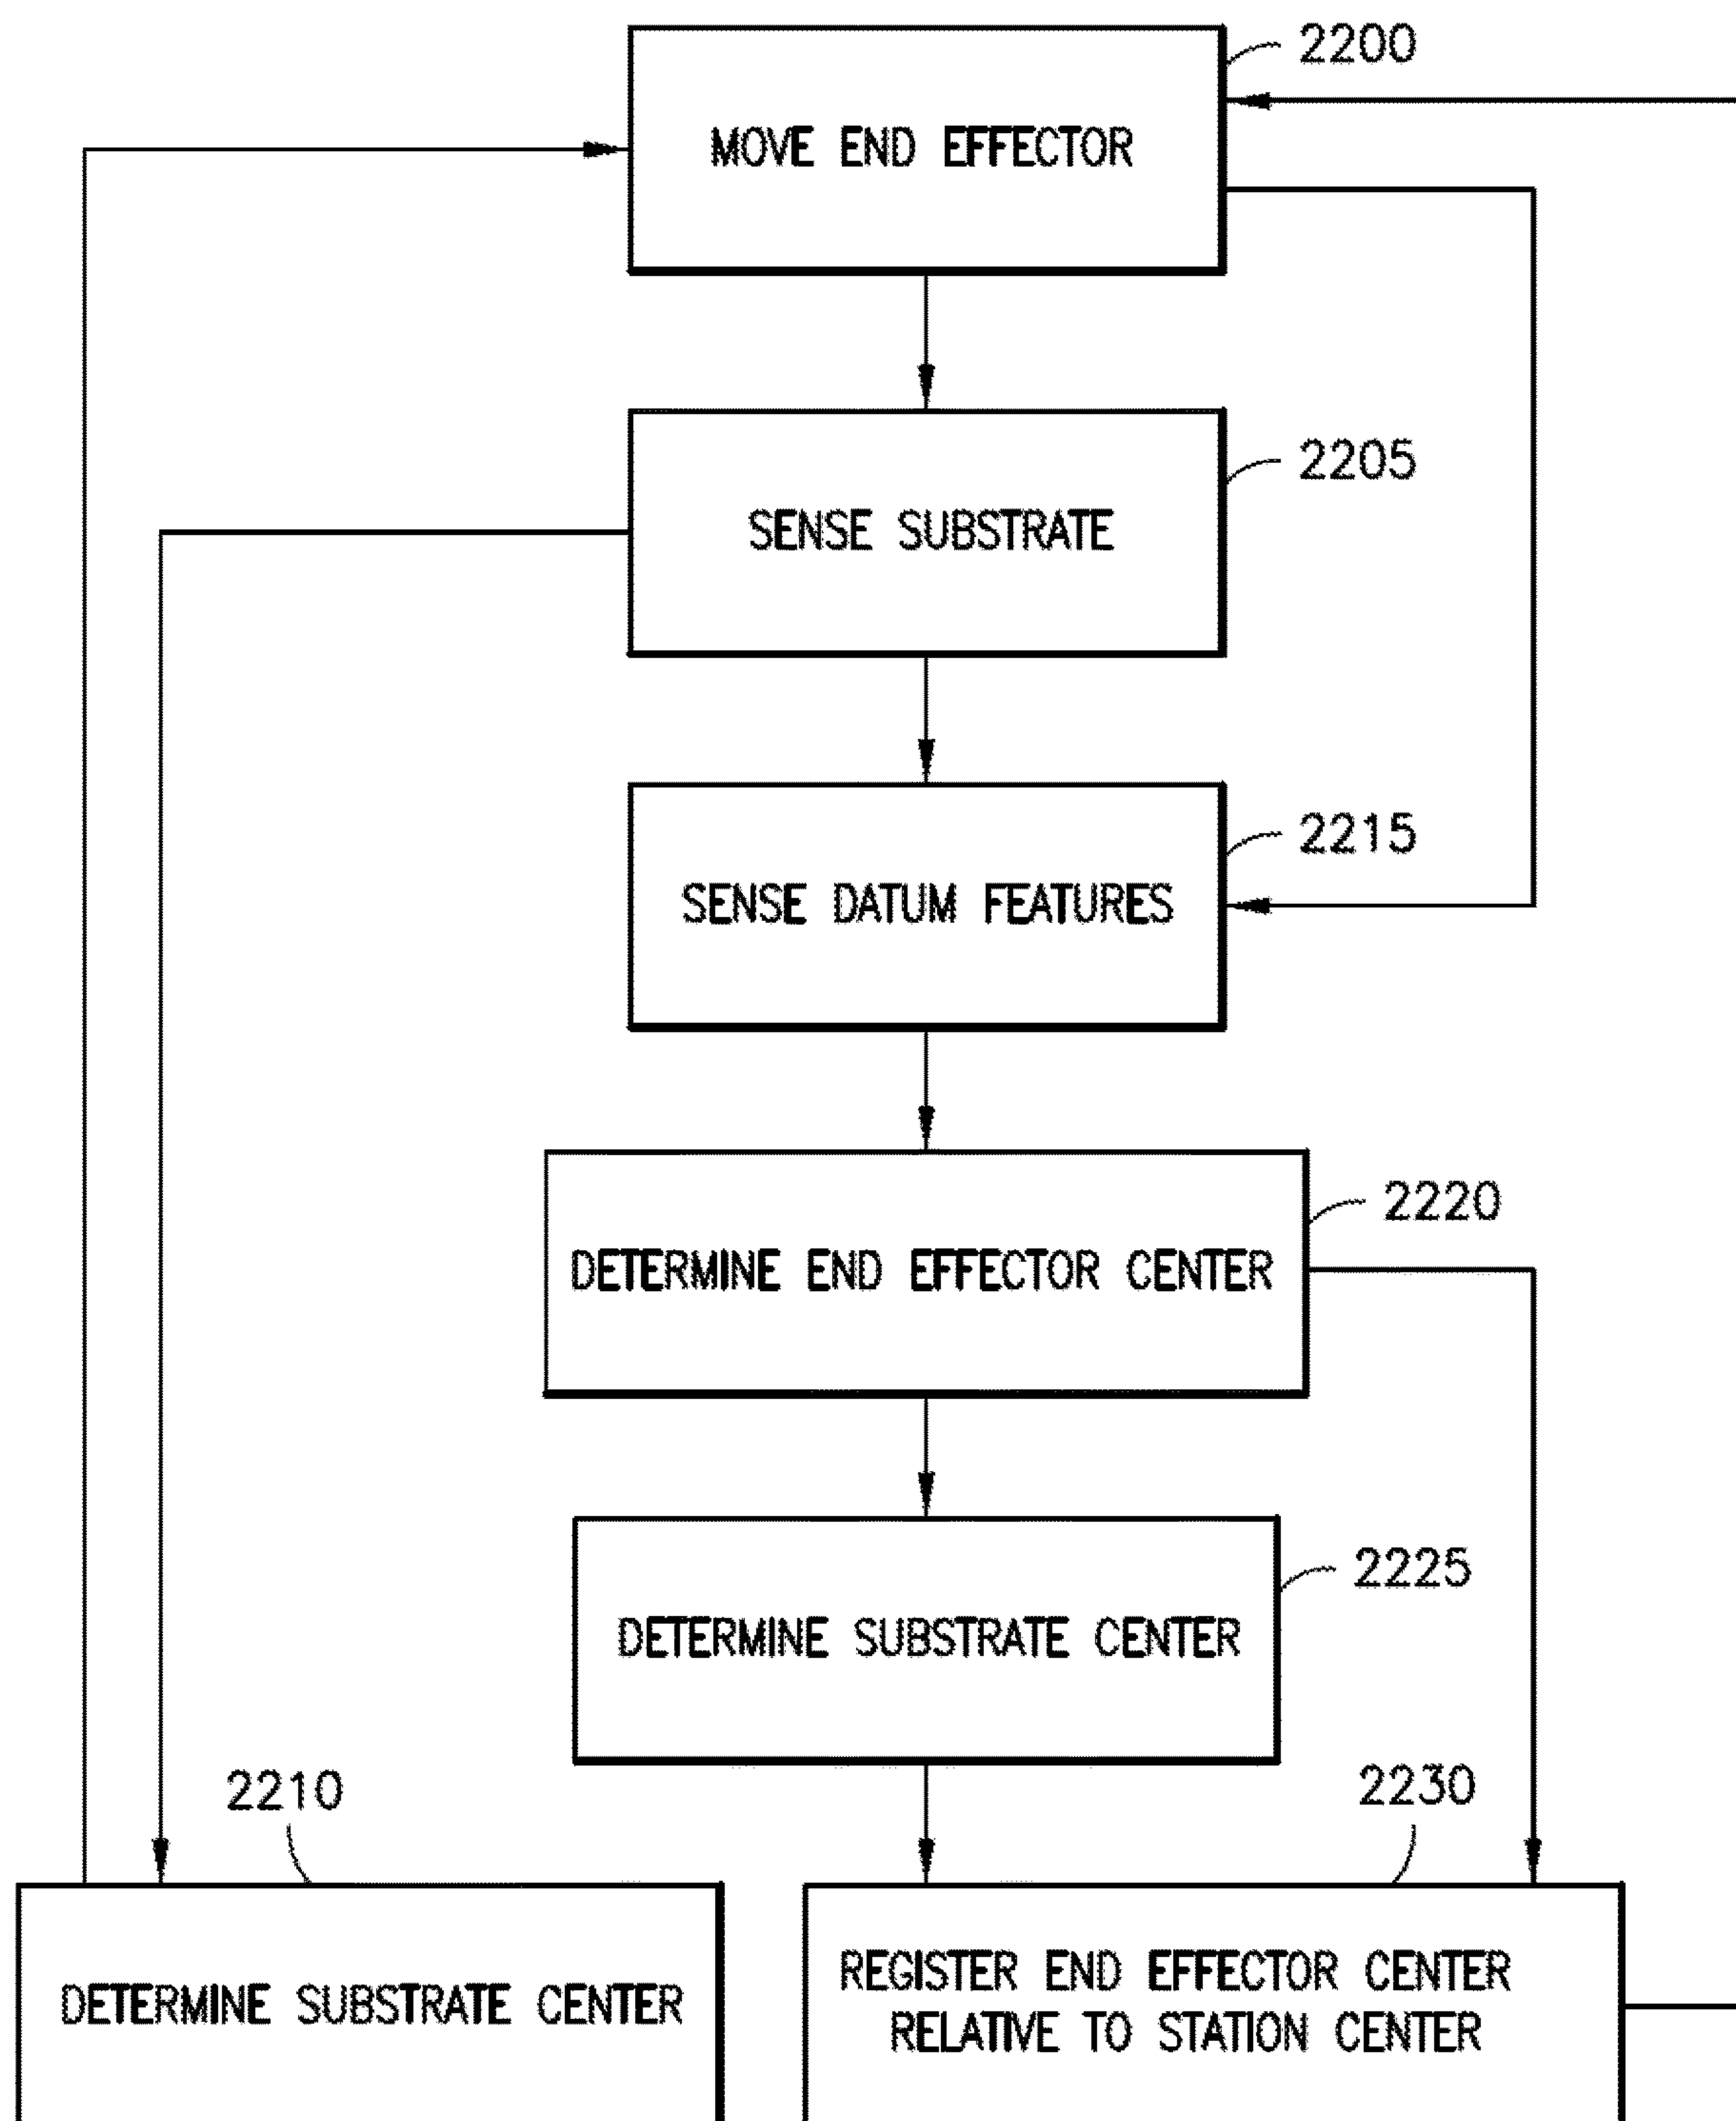 2200
MOVE END EFFECTOR
2205
SENSE SUBSTRATE
2215
SENSE DATUM FEATURES
2220
DETERMINE END EFFECTOR CENTER
2225
DETERMINE SUBSTRATE CENTER
2210
2230
DETERMINE SUBSTRATE CENTER
REGISTER END EFFECTOR CENTER
RELATIVE TO STATION CENTER